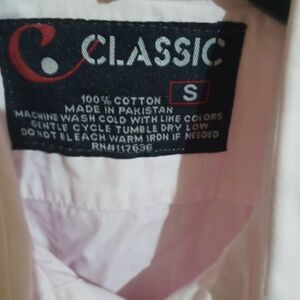 C. CLASSIC
S
100% COTTON
MADE IN PAKISTAN
MACHINE WASH COLD WITH LIKE COLORS
GENTLE CYCLE TUMBLE DRY LOW
DO NOT BLEACH WARM IRON IF NEEDED
RN#117636